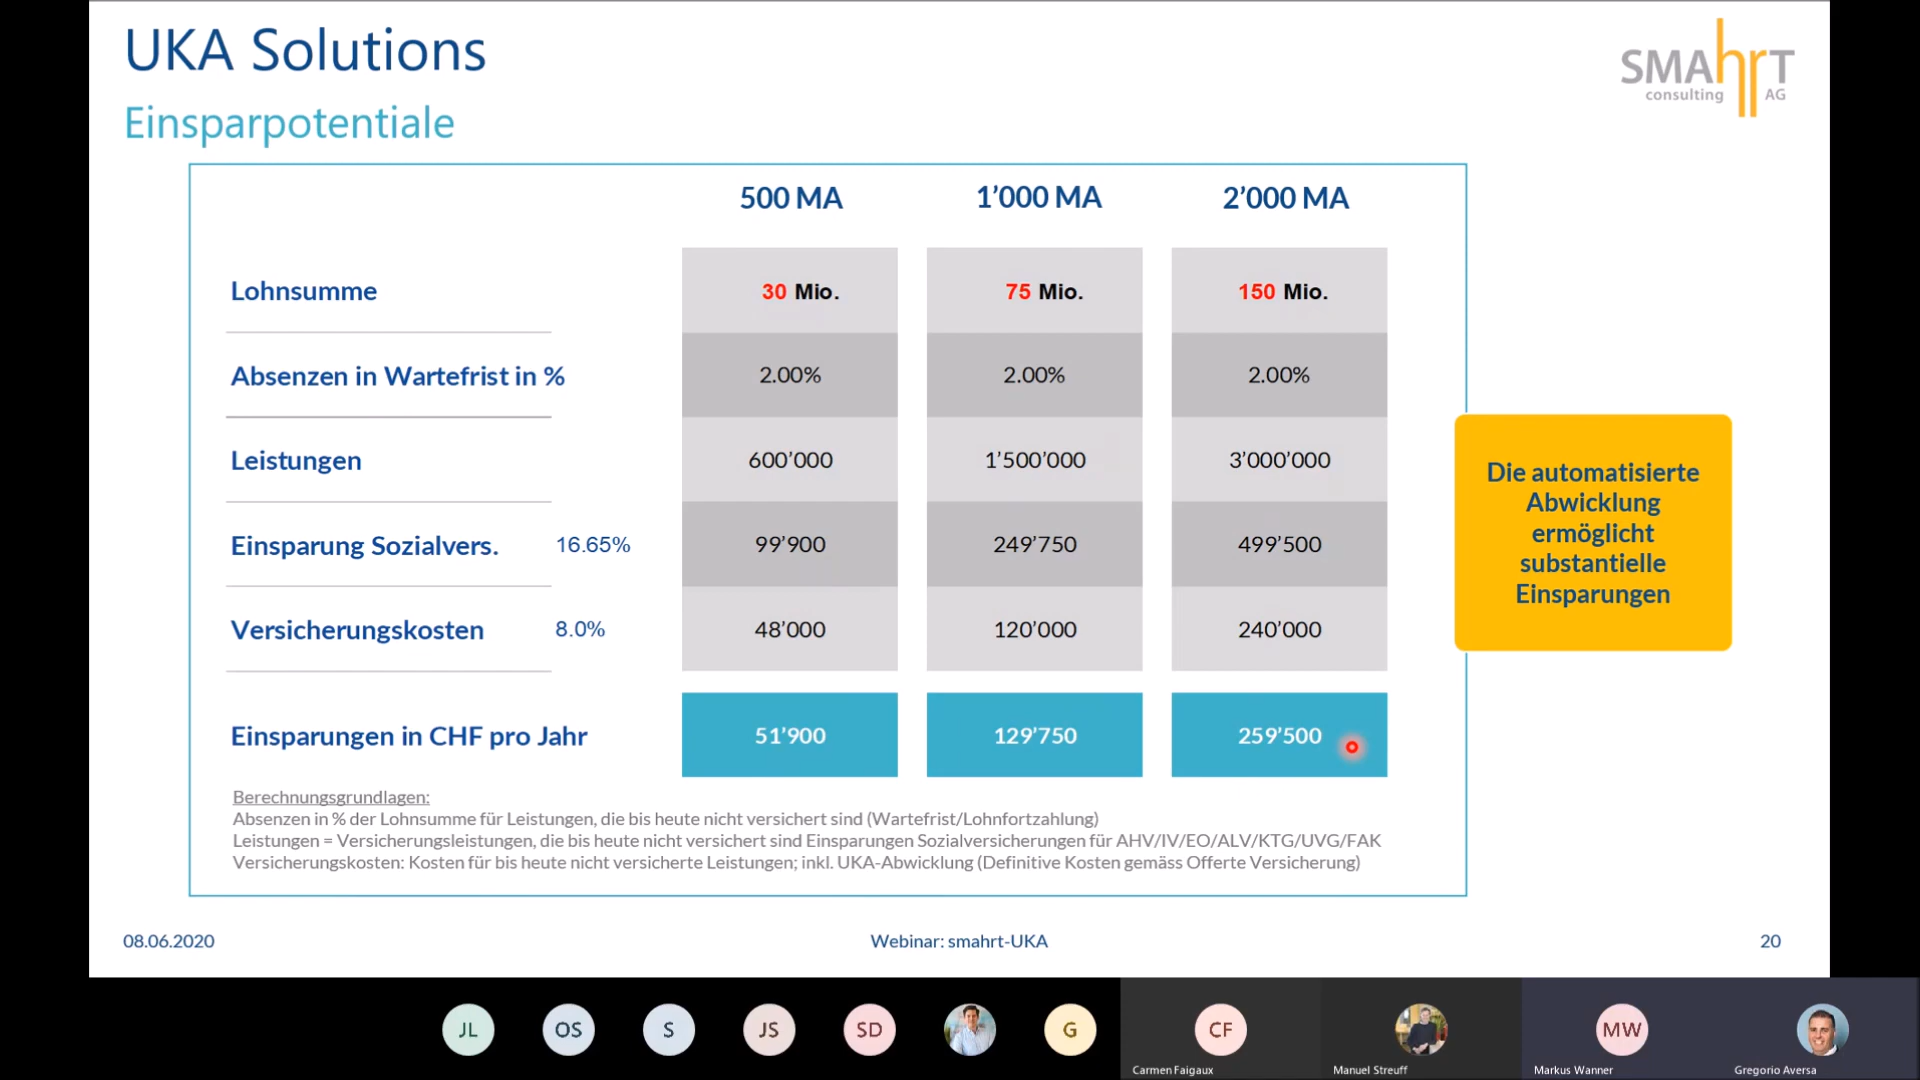 UKA Solutions
SMAhrT
consulting AG
Einsparpotentiale
500 MA 1’000 MA 2’000 MA
Lohnsumme 30 Mio. 75 Mio. 150 Mio.
Absenzen in Wartefrist in % 2.00% 2.00% 2.00%
Leistungen 600’000 1’500’000 3’000’000
Einsparung Sozialvers. 16.65% 99’900 249’750 499’500
Versicherungskosten 8.0% 48’000 120’000 240’000
Einsparungen in CHF pro Jahr 51’900 129’750 259’500
Die automatisierte
Abwicklung
ermöglicht
substantielle
Einsparungen
Berechnungsgrundlagen:
Absenzen in % der Lohnsumme für Leistungen, die bis heute nicht versichert sind (Wartefrist/Lohnfortzahlung)
Leistungen = Versicherungsleistungen, die bis heute nicht versichert sind Einsparungen Sozialversicherungen für AHV/IV/EO/ALV/KTG/UVG/FAK
Versicherungskosten: Kosten für bis heute nicht versicherte Leistungen; inkl. UKA-Abwicklung (Definitive Kosten gemäss Offerte Versicherung)
08.06.2020 Webinar: smahrt-UKA 20
JL OS S JS SD G CF MW
Carmen Faigaux Manuel Streuff Markus Wanner Gregorio Aversa